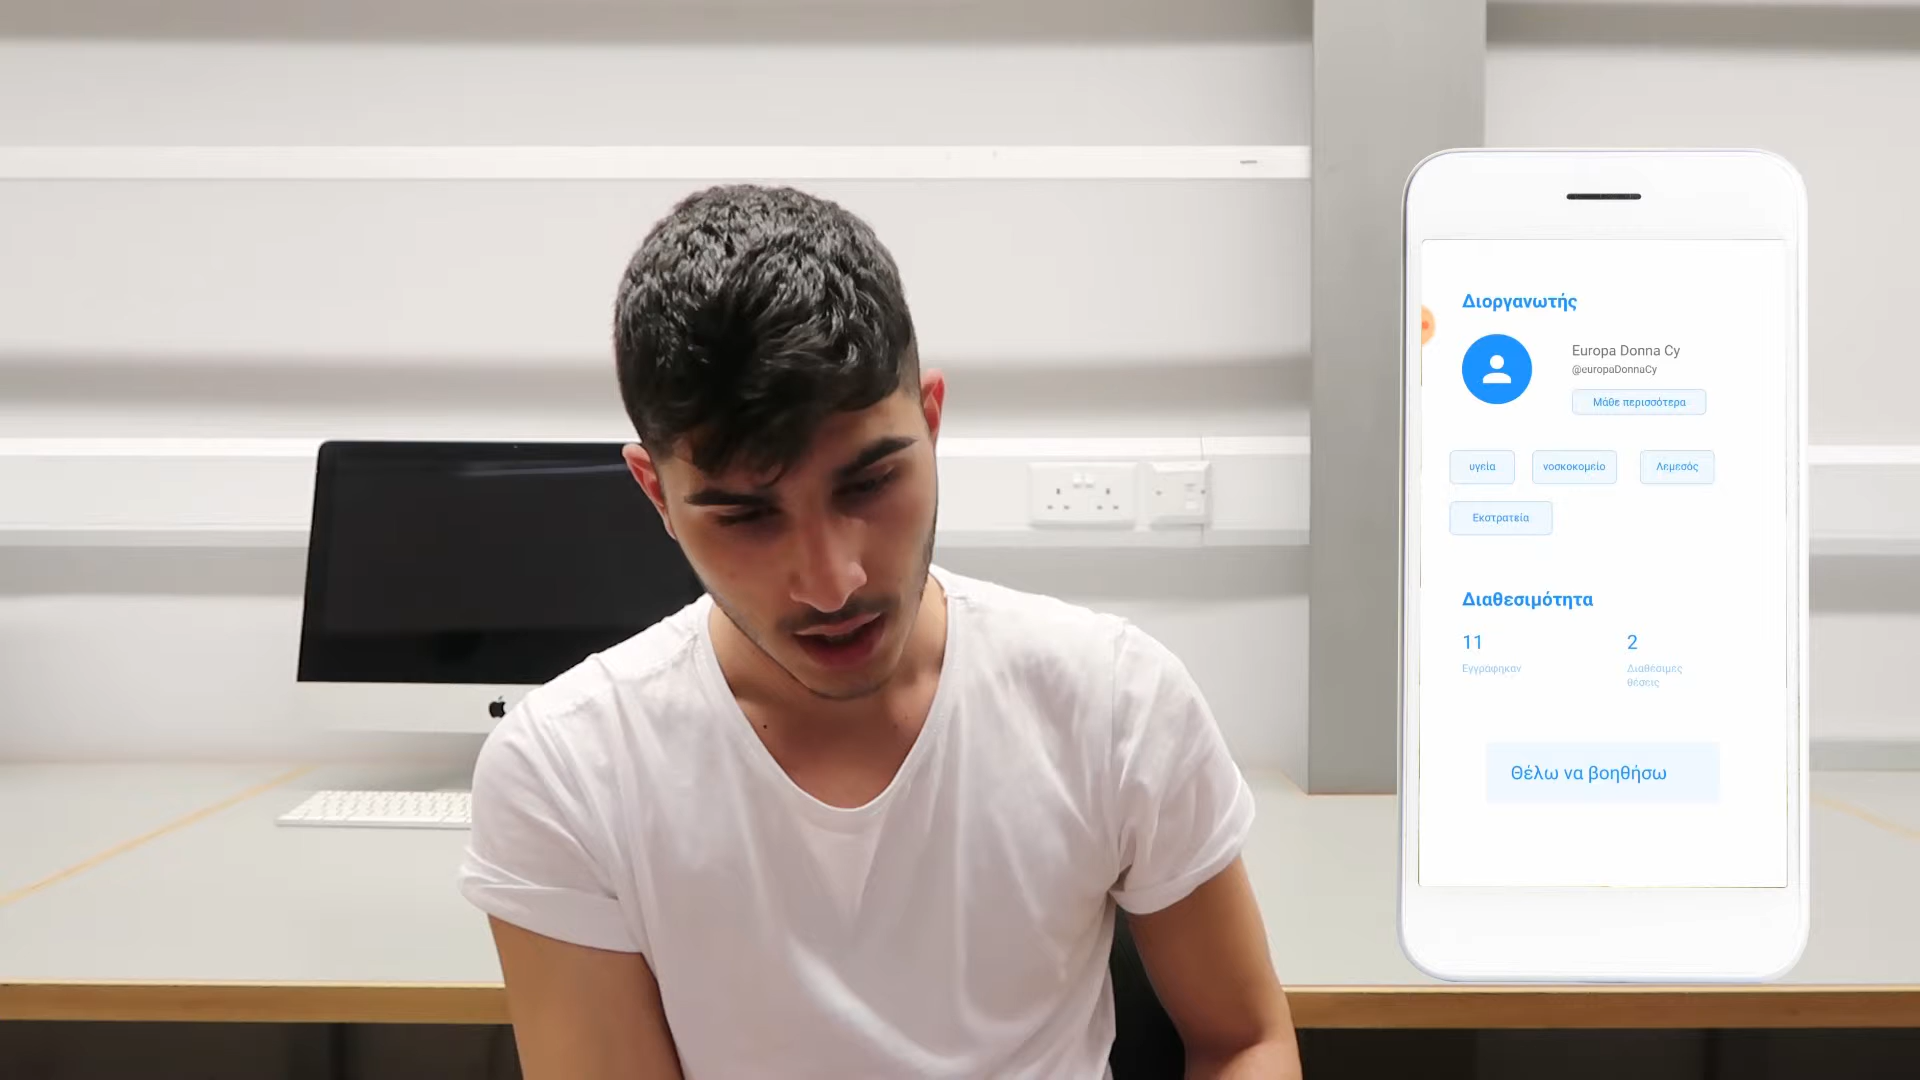 Διοργανωτής
Europa Donna Cy
@europaDonnaCy
Μάθε περισσότερα
υγεία
νοσκοκομείο
Λεμεσός
Εκστρατεία
Διαθεσιμότητα
11
Εγγράφηκαν
2
Διαθέσιμες
θέσεις
Θέλω να βοηθήσω